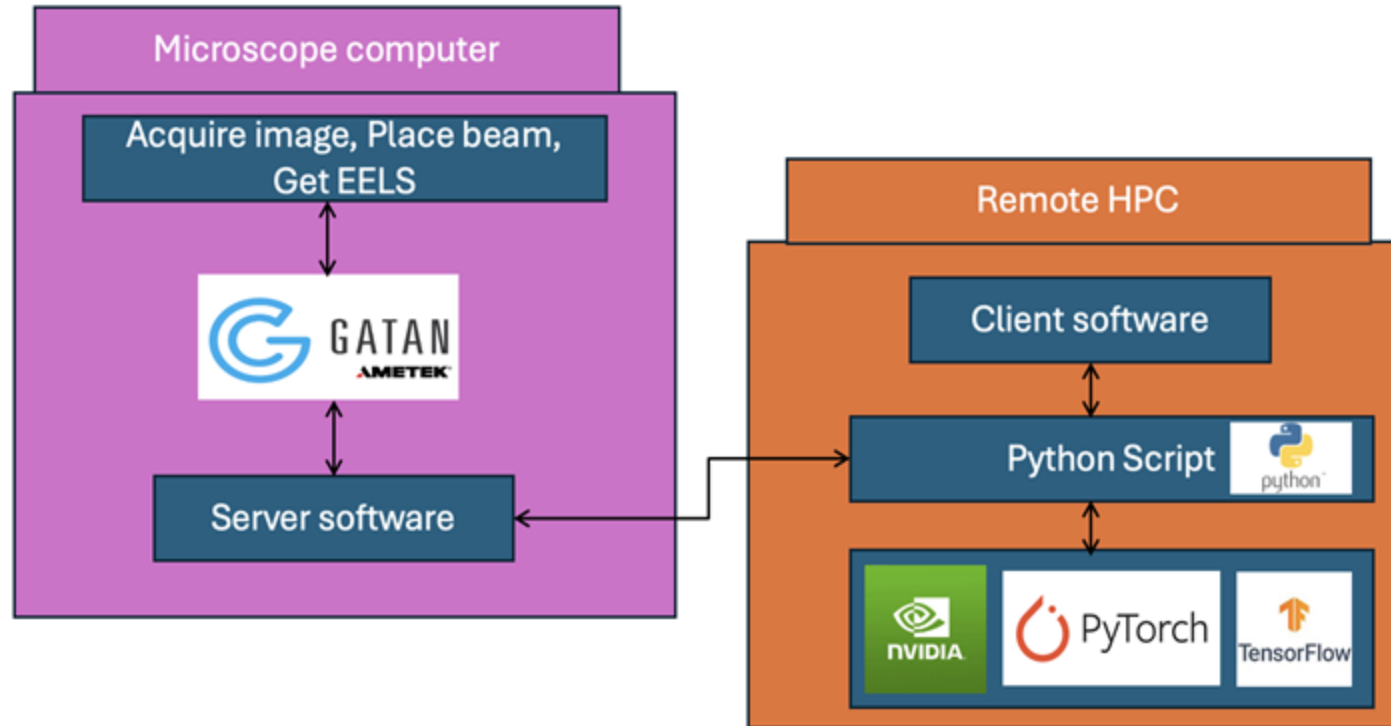 Microscope computer
Acquire image, Place beam,
Get EELS
GATAN
AMETEK
Server software
Remote HPC
Client software
Python Script
python
NVIDIA
PyTorch
TensorFlow